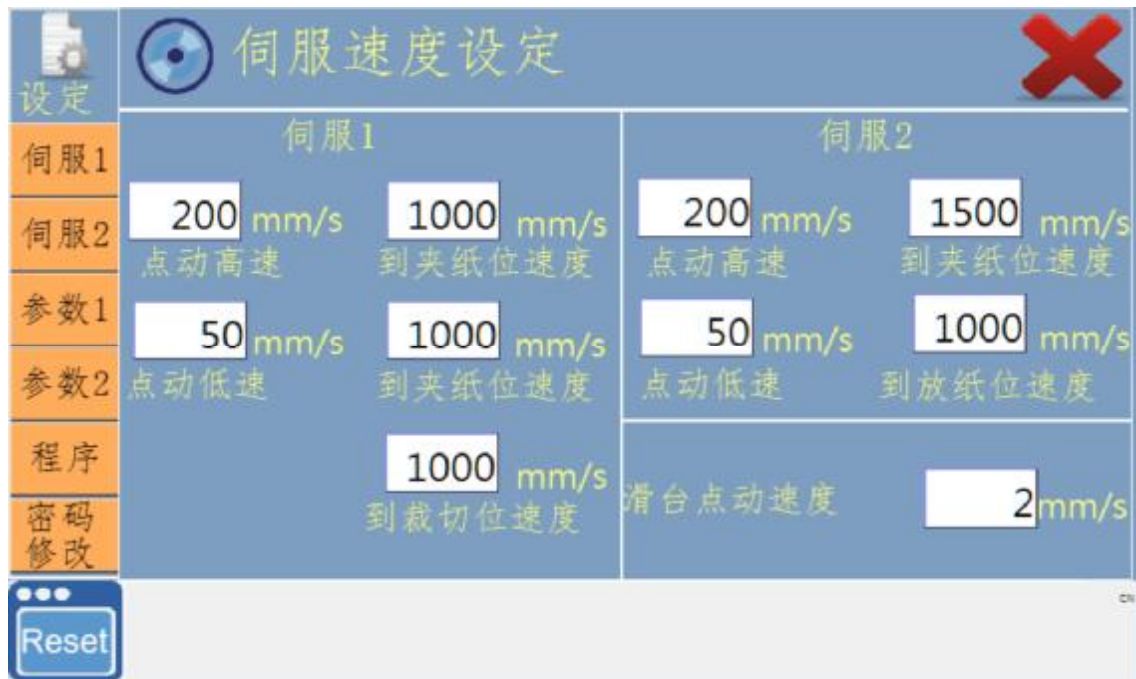 设定
伺服速度设定
伺服1
伺服2
参数1
参数2
程序
密码
修改
Reset
伺服1
200 mm/s
点动高速
1000 mm/s
到夹纸位速度
50 mm/s
点动低速
1000 mm/s
到夹纸位速度
1000 mm/s
到裁切位速度
伺服2
200 mm/s
点动高速
1500 mm/s
到夹纸位速度
50 mm/s
点动低速
1000 mm/s
到放纸位速度
滑台点动速度 2 mm/s
CN